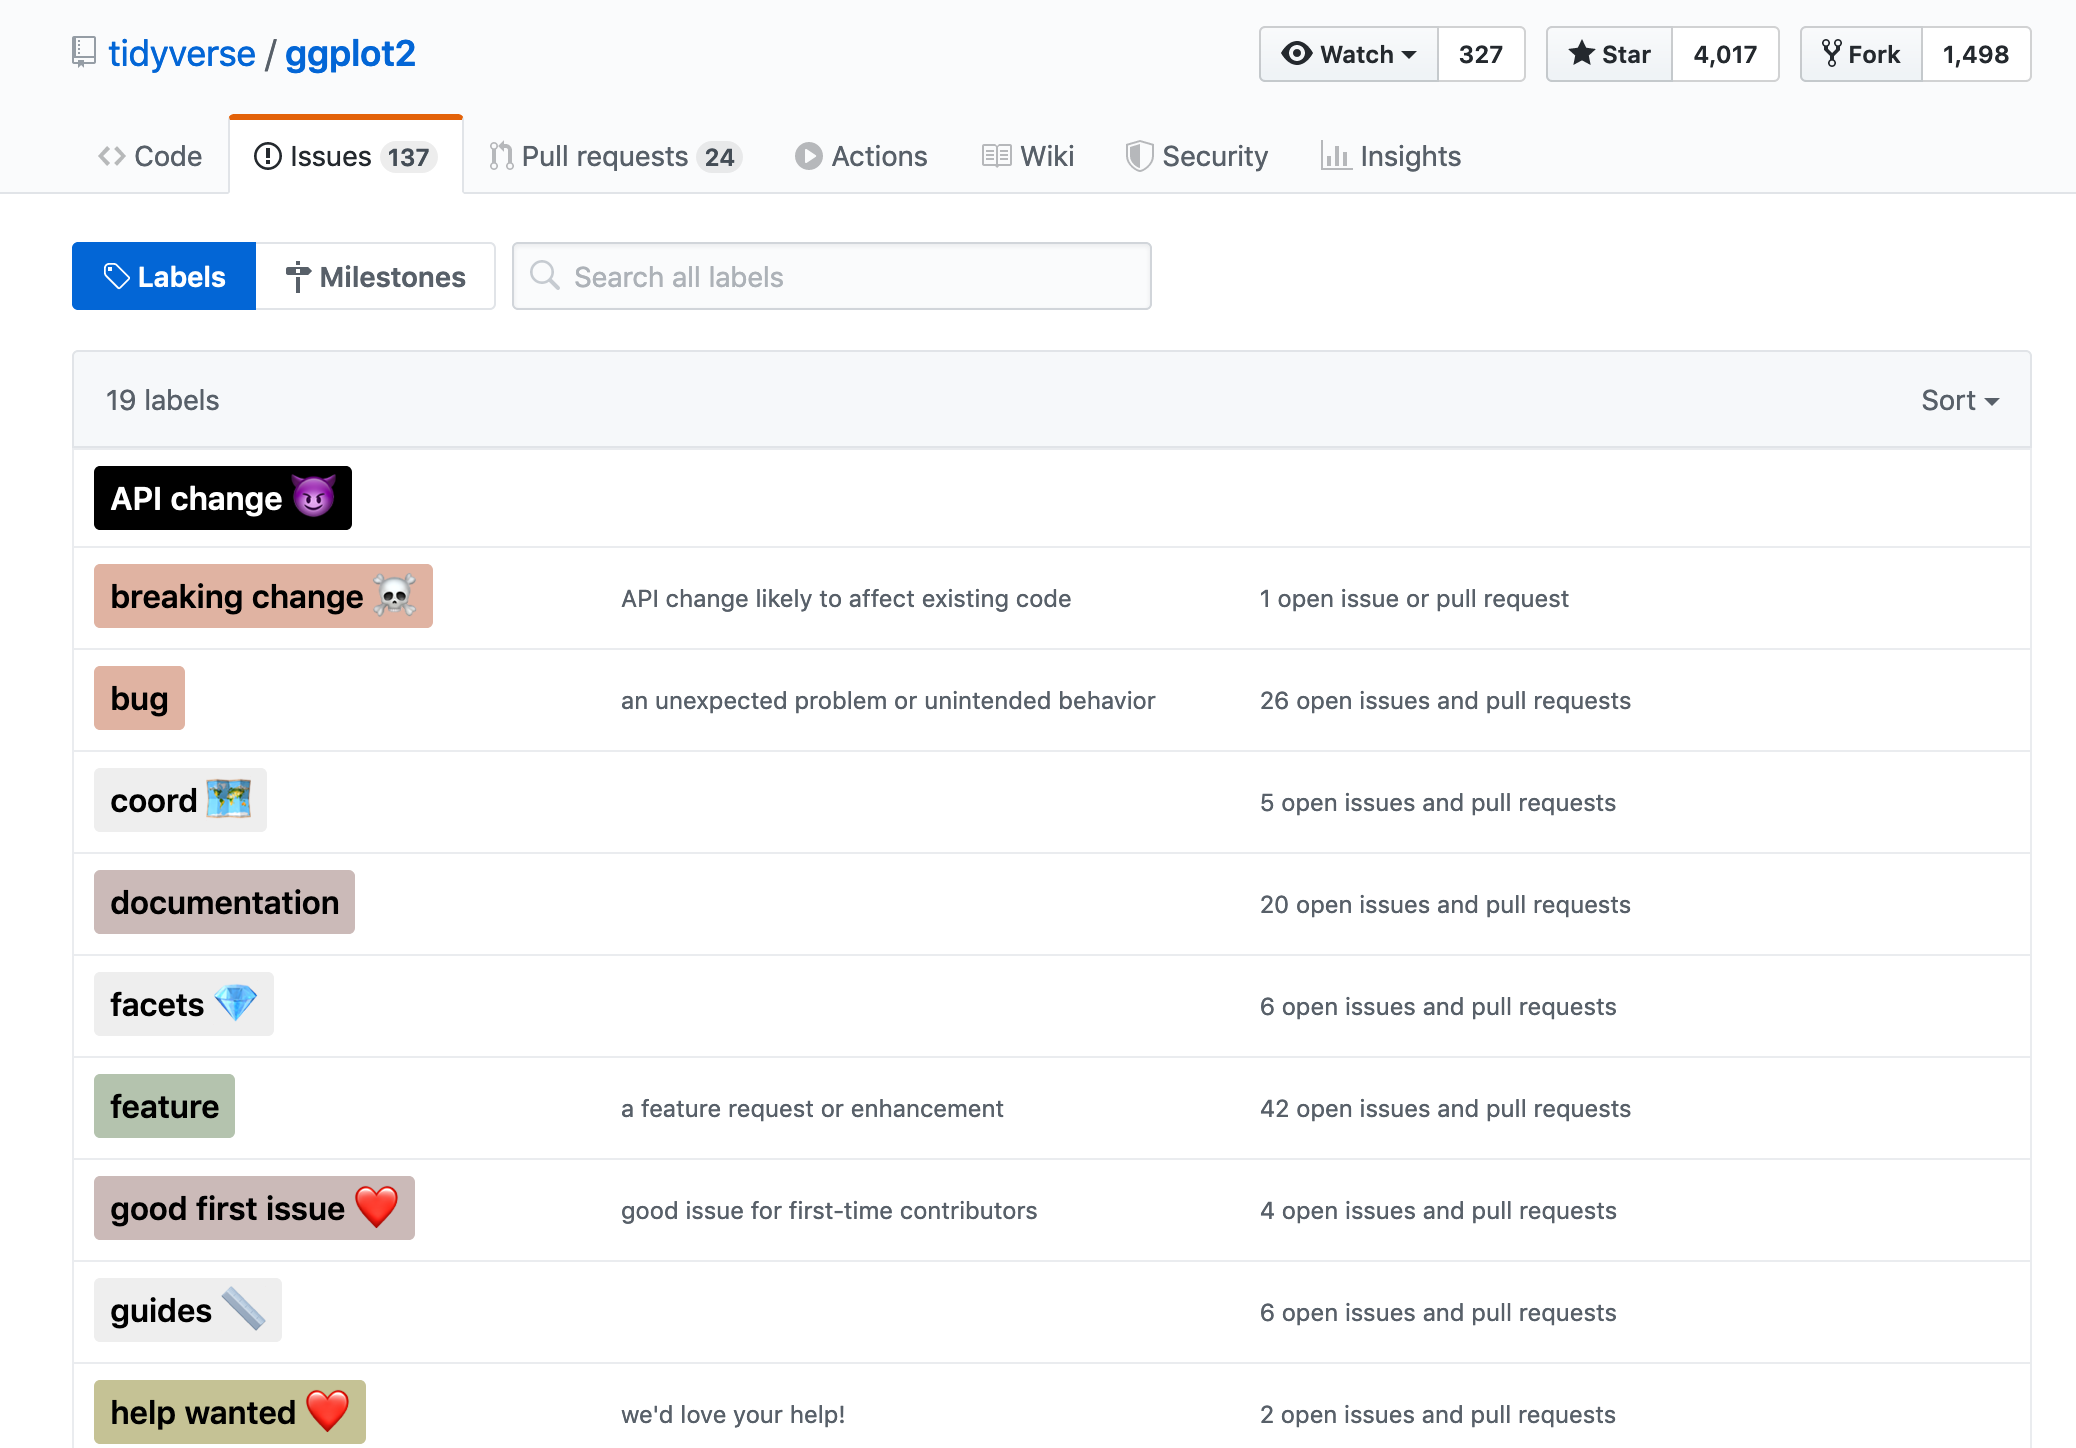 tidyverse / ggplot2
Watch 327 Star 4,017 Fork 1,498
Code Issues 137 Pull requests 24 Actions Wiki Security Insights
Labels Milestones Search all labels
19 labels Sort
API change 😈
breaking change ☠️ API change likely to affect existing code 1 open issue or pull request
bug an unexpected problem or unintended behavior 26 open issues and pull requests
coord 🗺️ 5 open issues and pull requests
documentation 20 open issues and pull requests
facets 💎 6 open issues and pull requests
feature a feature request or enhancement 42 open issues and pull requests
good first issue ❤️ good issue for first-time contributors 4 open issues and pull requests
guides 📏 6 open issues and pull requests
help wanted ❤️ we'd love your help! 2 open issues and pull requests